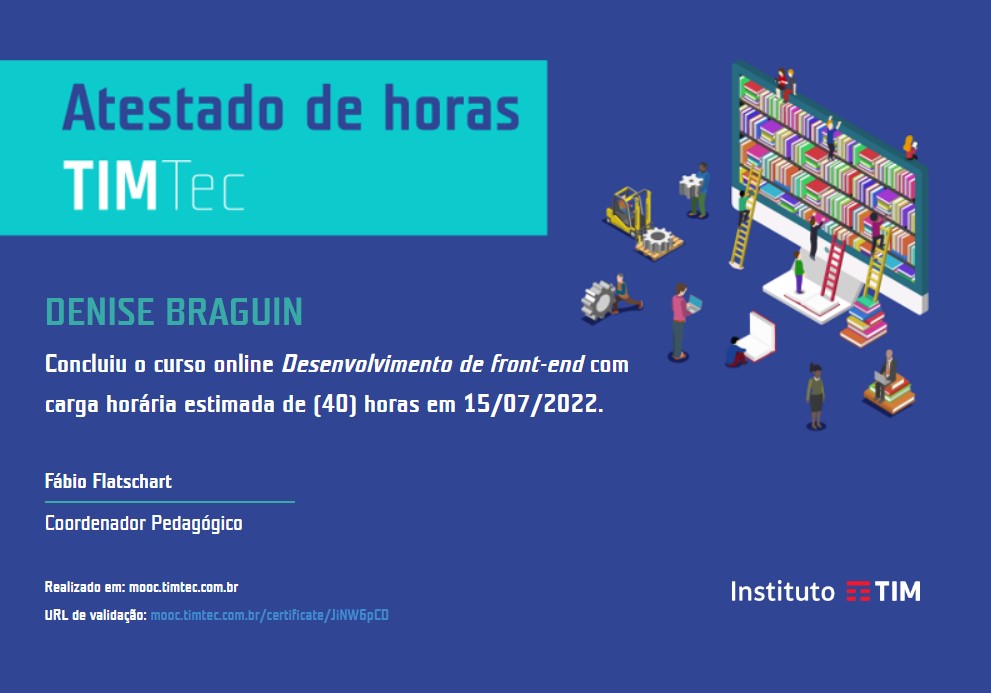 Atestado de horas
TIMTec
DENISE BRAGUIN
Concluiu o curso online Desenvolvimento de front-end com
carga horária estimada de (40) horas em 15/07/2022.
Fábio Flatschart
Coordenador Pedagógico
Realizado em: mooc.timtec.com.br
URL de validação: mooc.timtec.com.br/certificate/JiNW6pCD
Instituto TIM